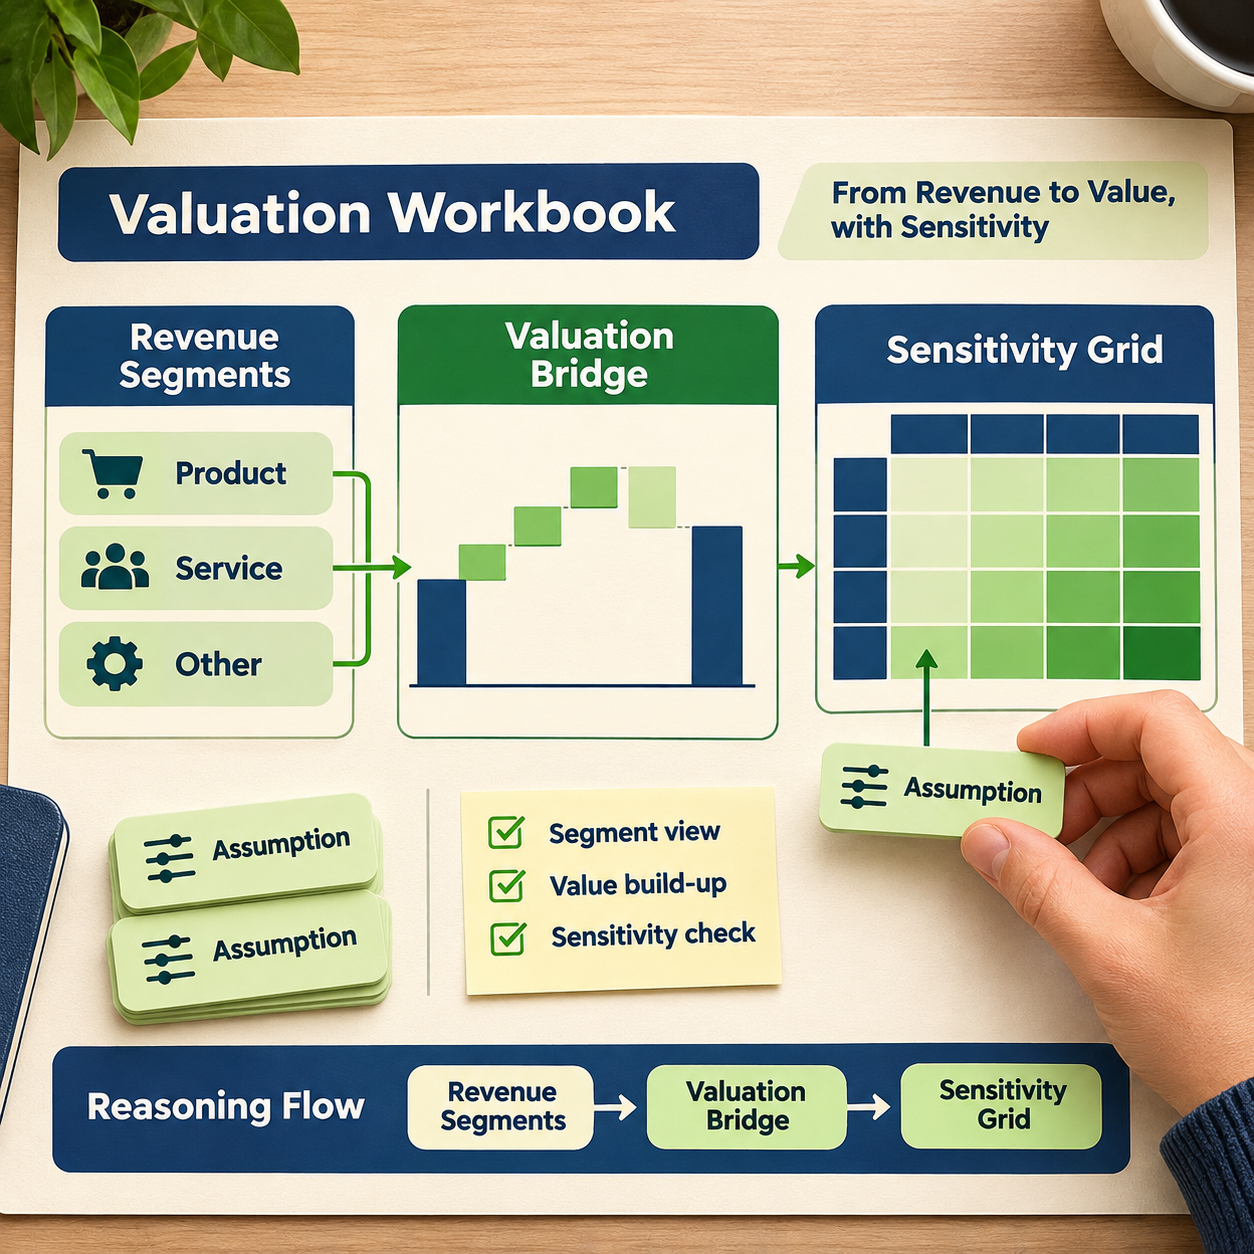 Valuation Workbook
From Revenue to Value,
with Sensitivity
Revenue
Segments
Product
Service
Other
Valuation
Bridge
Sensitivity Grid
Assumption
Assumption
Assumption
Segment view
Value build-up
Sensitivity check
Reasoning Flow
Revenue
Segments
Valuation
Bridge
Sensitivity
Grid